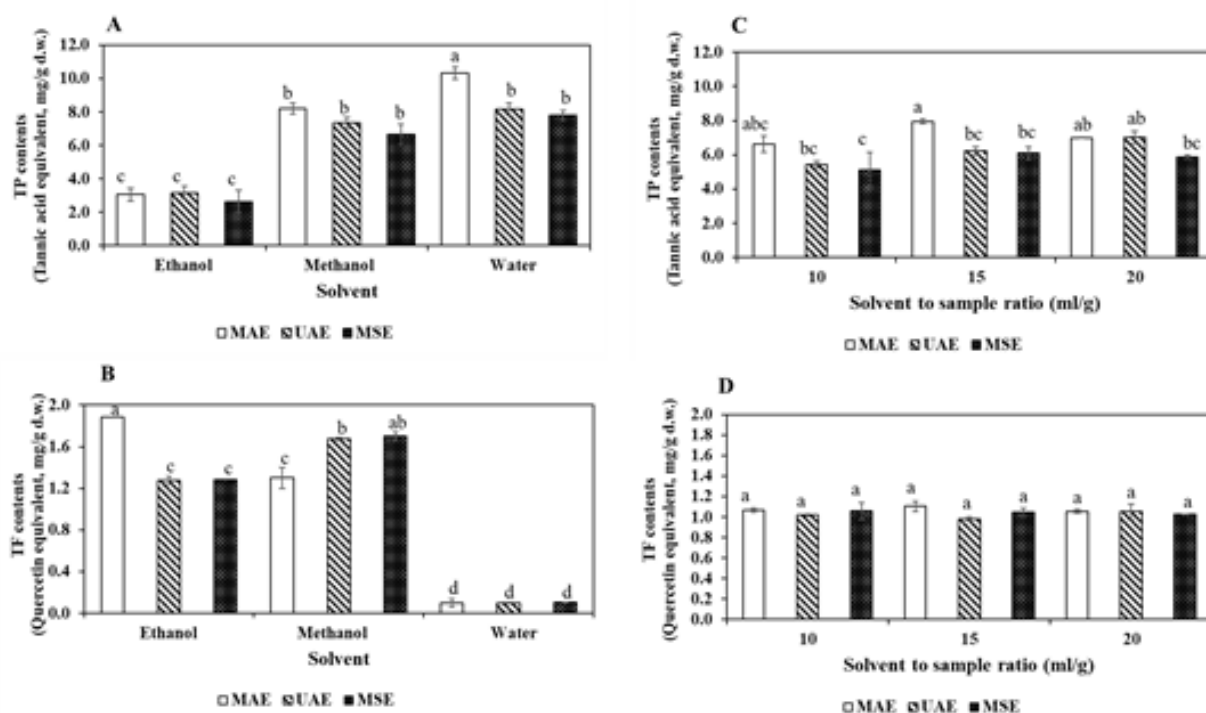 A
TP contents
(Tannic acid equivalent, mg/g d.w.)
12.0
10.0
8.0
6.0
4.0
2.0
0.0
c c c
b b b
a b b
Ethanol Methanol Water
Solvent
MAE UAE MSE
B
TF contents
(Quercetin equivalent, mg/g d.w.)
2.0
1.6
1.2
0.8
0.4
0.0
a c c
c b ab
d d d
Ethanol Methanol Water
Solvent
MAE UAE MSE
C
TP contents
(Tannic acid equivalent, mg/g d.w.)
12.0
10.0
8.0
6.0
4.0
2.0
0.0
abc bc c
a bc bc
ab ab bc
10 15 20
Solvent to sample ratio (ml/g)
MAE UAE MSE
D
TF contents
(Quercetin equivalent, mg/g d.w.)
2.0
1.8
1.6
1.4
1.2
1.0
0.8
0.6
0.4
0.2
0.0
a a a
a a a
a a a
10 15 20
Solvent to sample ratio (ml/g)
MAE UAE MSE